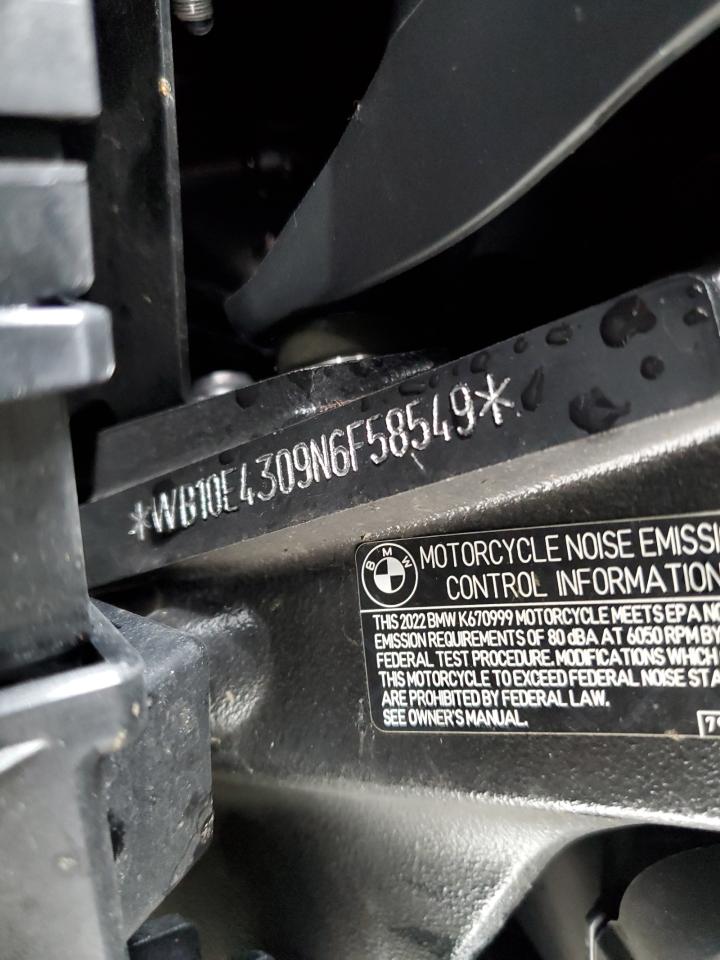 *WB10E4309N6F58549*
BMW
MOTORCYCLE NOISE EMISSI
CONTROL INFORMATION
THIS 2022 BMW K670999 MOTORCYCLE MEETS EPA NO
EMISSION REQUIREMENTS OF 80 dBA AT 6050 RPM BY
FEDERAL TEST PROCEDURE. MODIFICATIONS WHICH
THIS MOTORCYCLE TO EXCEED FEDERAL NOISE STA
ARE PROHIBITED BY FEDERAL LAW.
SEE OWNER'S MANUAL.